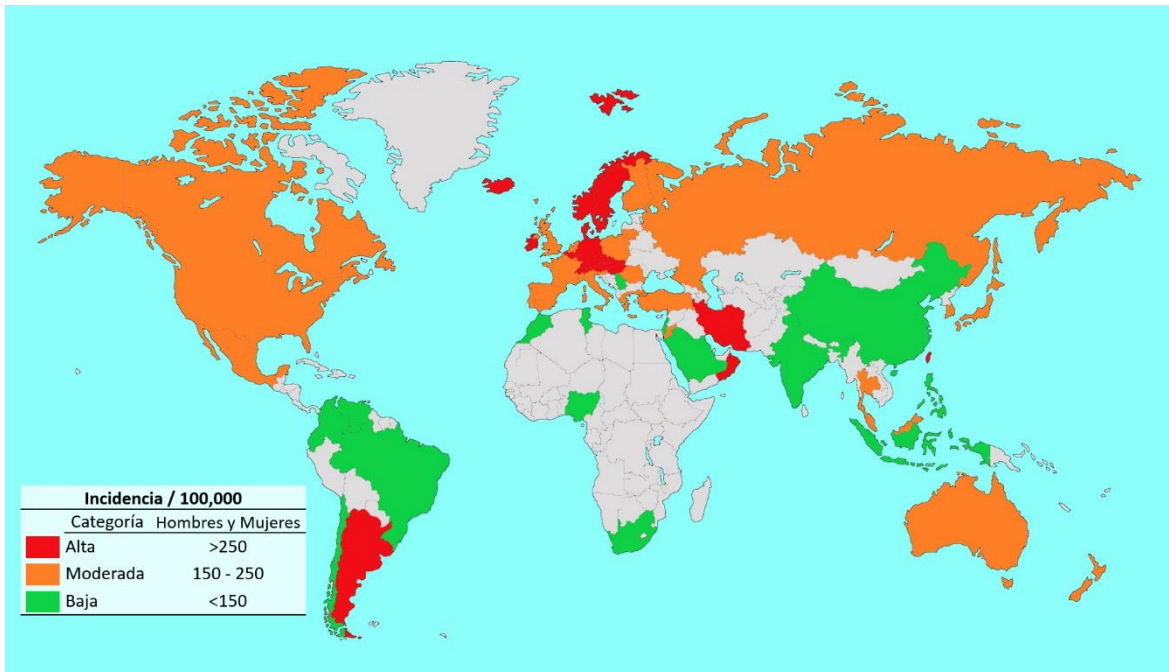 Incidencia / 100,000
Categoría Hombres y Mujeres
Alta >250
Moderada 150 - 250
Baja <150